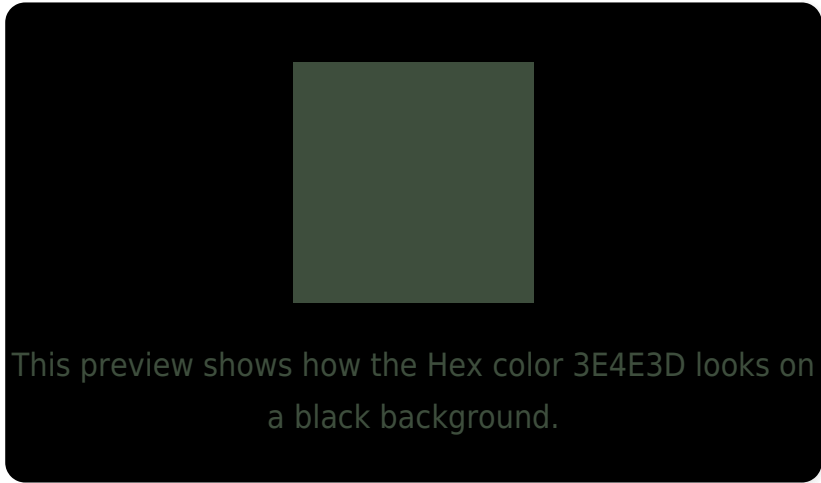 This preview shows how the Hex color 3E4E3D looks on
a black background.